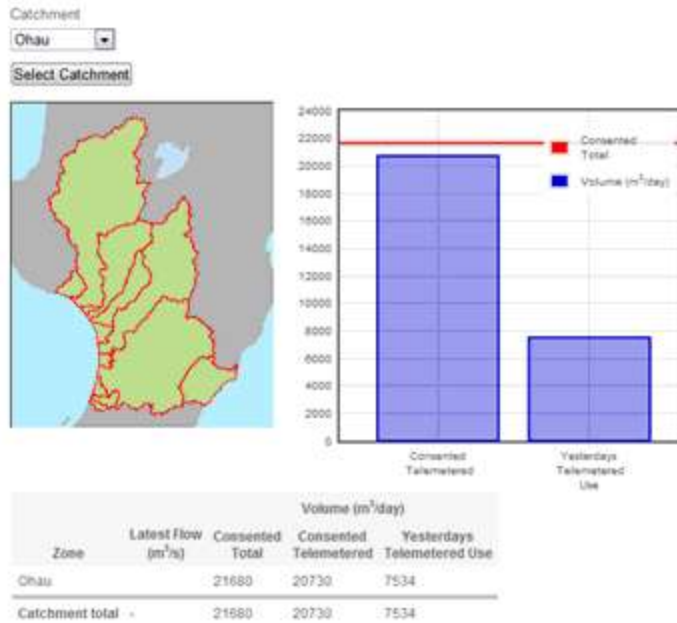 Catchment
Ohau
Select Catchment
24000
22000
20000
18000
16000
14000
12000
10000
8000
6000
4000
2000
0
Consented
Total
Volume (m³/day)
Consented
Telemetered
Yesterdays
Telemetered
Use
Volume (m³/day)
Zone Latest Flow (m³/s) Consented Total Consented Telemetered Yesterdays Telemetered Use
Ohau 21680 20730 7534
Catchment total - 21680 20730 7534